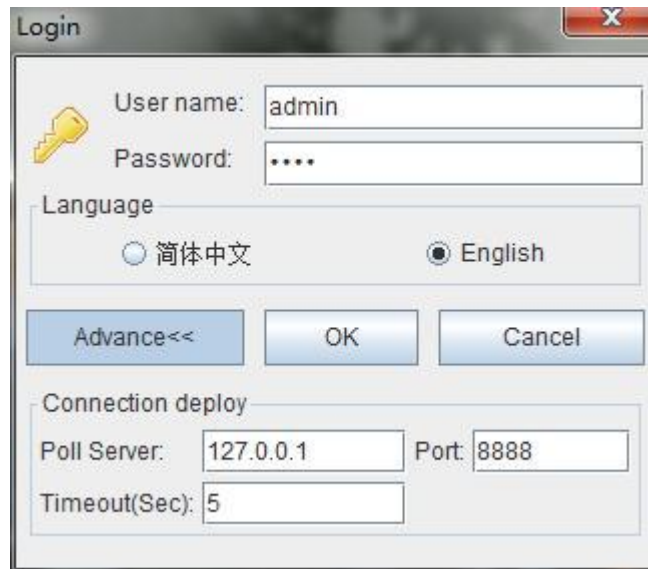 Login
User name: admin
Password: ••••
Language
简体中文 English
Advance<< OK Cancel
Connection deploy
Poll Server: 127.0.0.1 Port: 8888
Timeout(Sec): 5